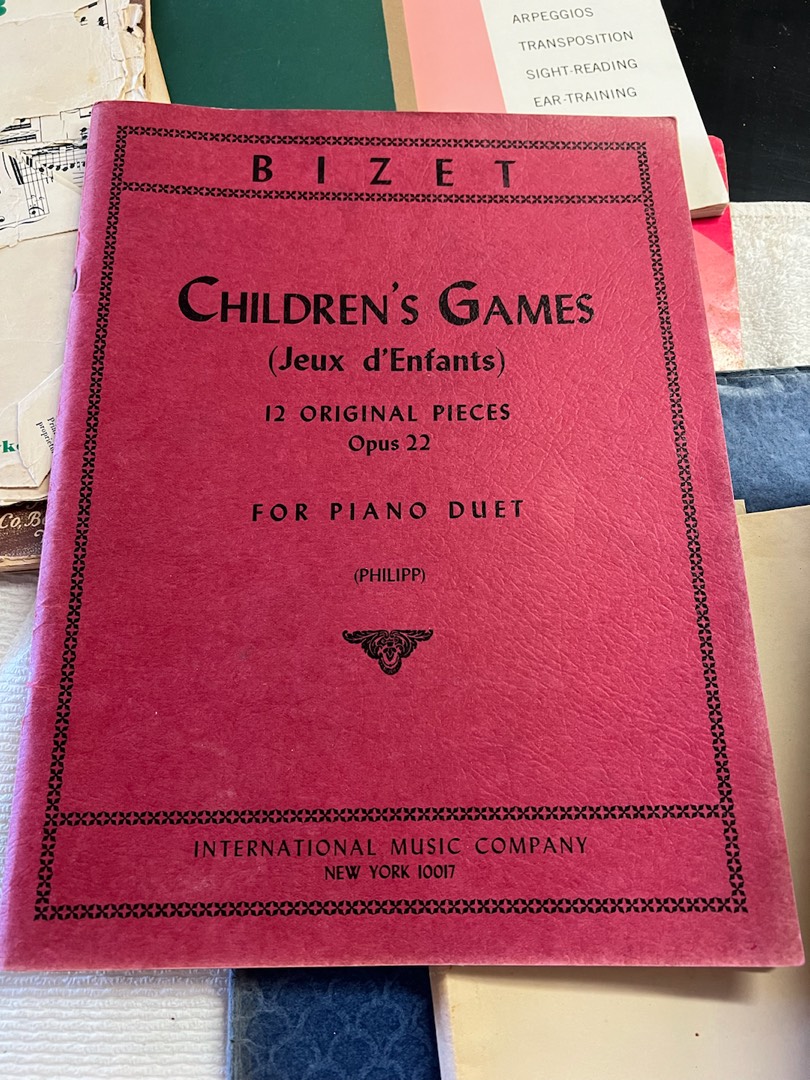 ARPEGGIOS
TRANSPOSITION
SIGHT-READING
EAR-TRAINING
BIZET
CHILDREN'S GAMES
(Jeux d'Enfants)
12 ORIGINAL PIECES
Opus 22
FOR PIANO DUET
(PHILIPP)
INTERNATIONAL MUSIC COMPANY
NEW YORK 10017